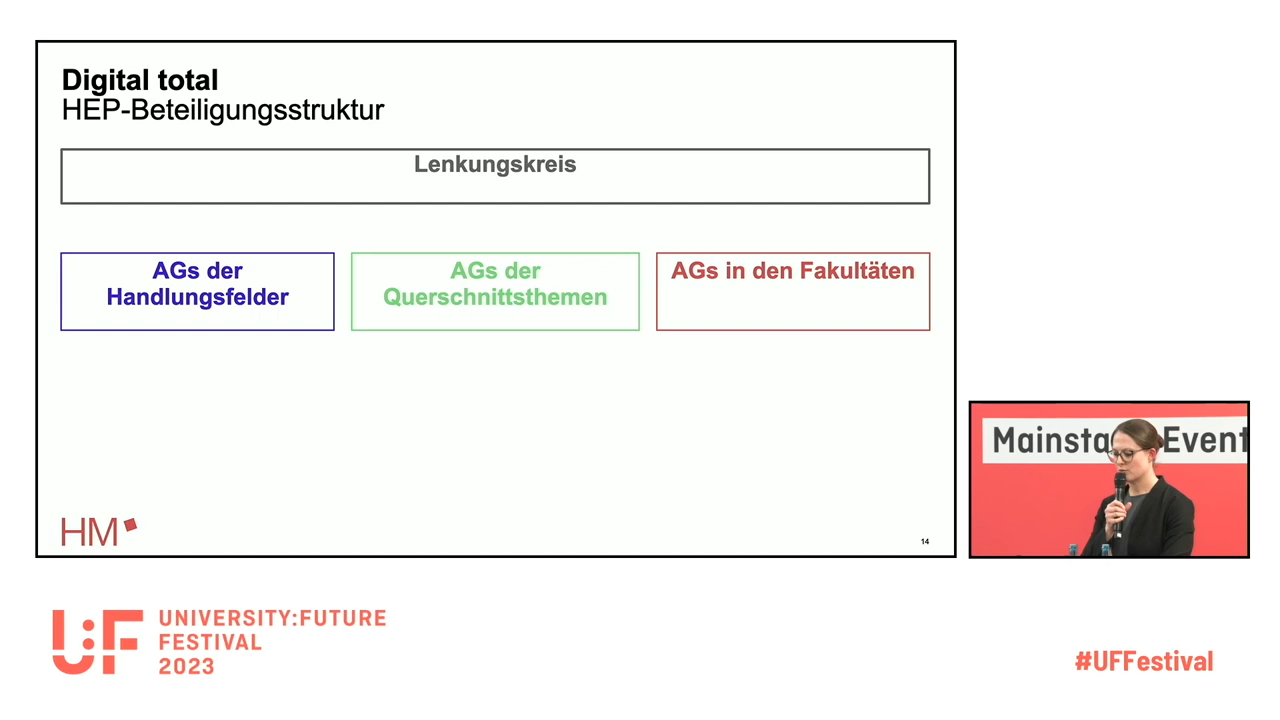 Digital total
HEP-Beteiligungsstruktur
Lenkungskreis
AGs der
Handlungsfelder
AGs der
Querschnittsthemen
AGs in den Fakultäten
HM
14
Mainsta Event
U:F
UNIVERSITY:FUTURE
FESTIVAL
2023
#UFFestival